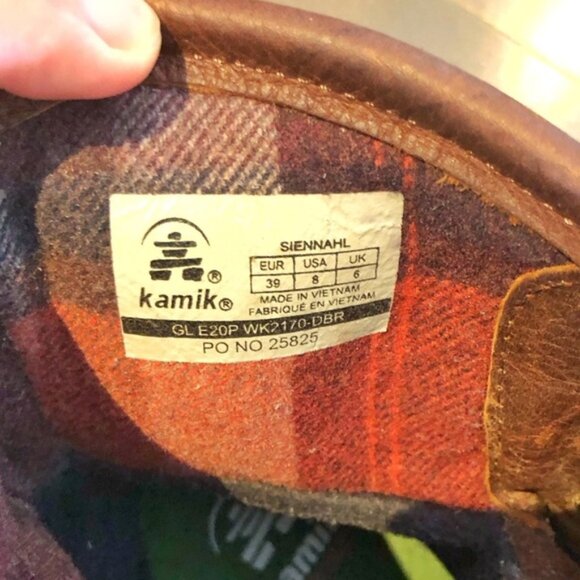 SIENNAHL
EUR USA UK
39 8 6
MADE IN VIETNAM
FABRIQUÉ EN VIETNAM
kamik®
GL E20P WK2170-DBR
PO NO 25825